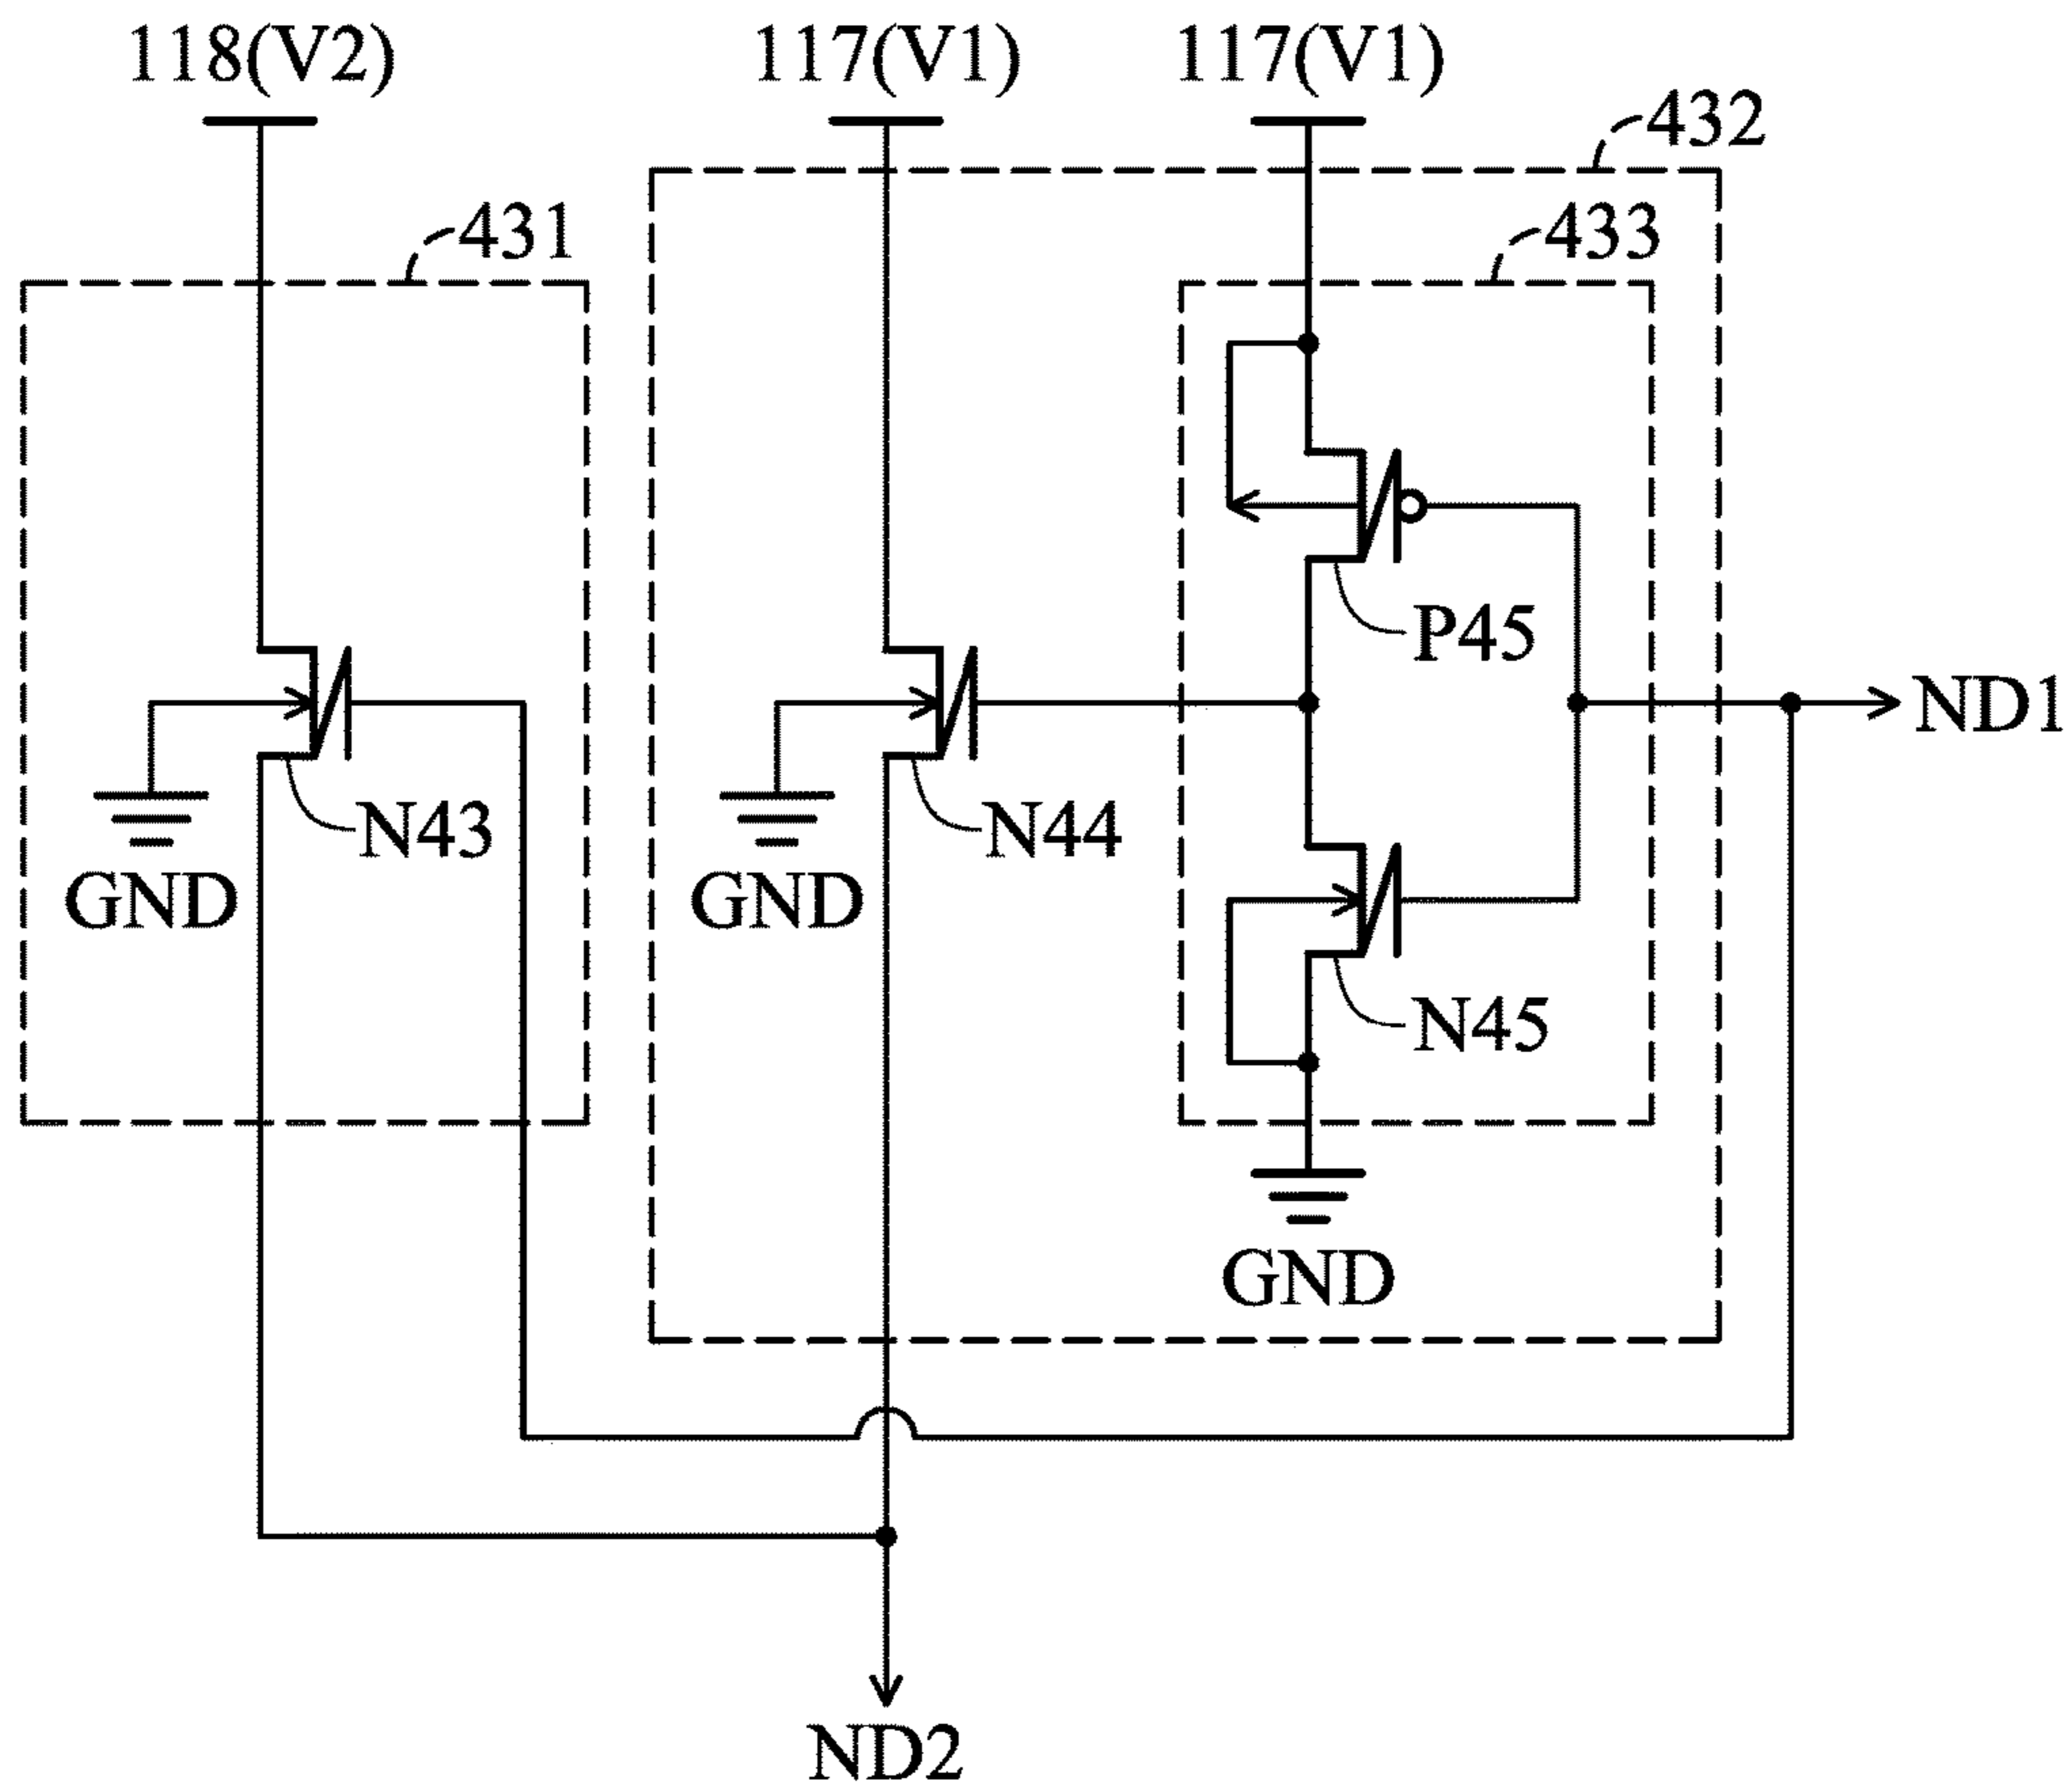 118(V2)
117(V1)
117(V1)
432
431
433
P45
ND1
N43
N44
GND
GND
N45
GND
ND2